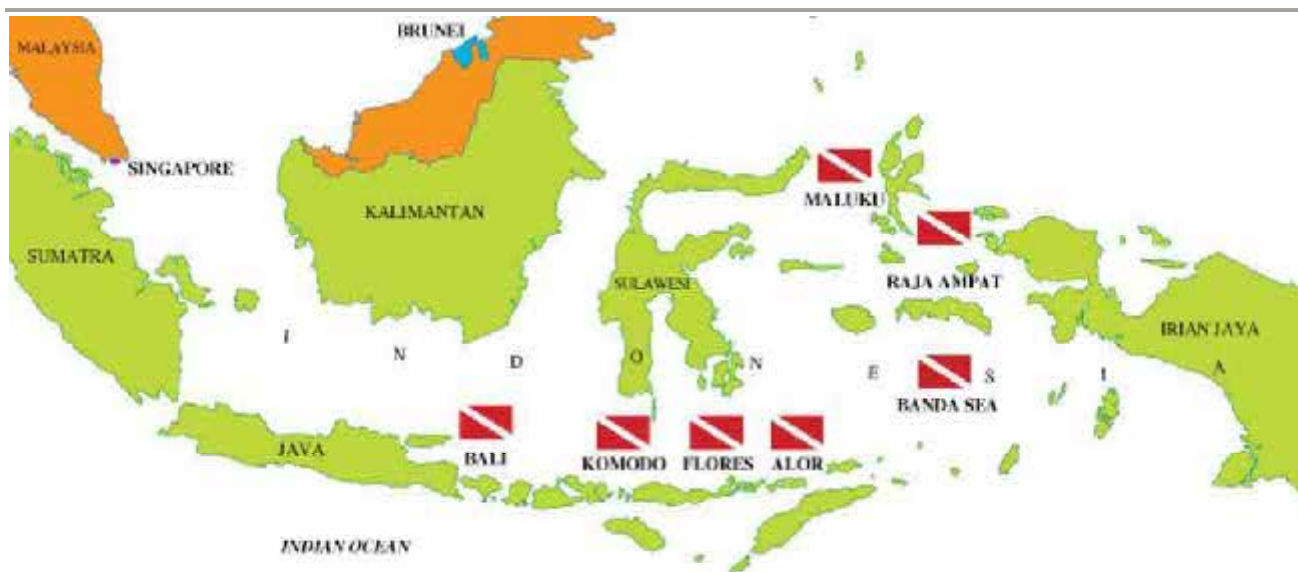 BRUNEI
MALAYSIA
SINGAPORE
MALUKU
KALIMANTAN
SUMATRA
SULAWESI
RAJA AMPAT
IRIAN JAYA
I N D O N E S I A
BANDA SEA
JAVA
BALI
KOMODO
FLORES
ALOR
INDIAN OCEAN